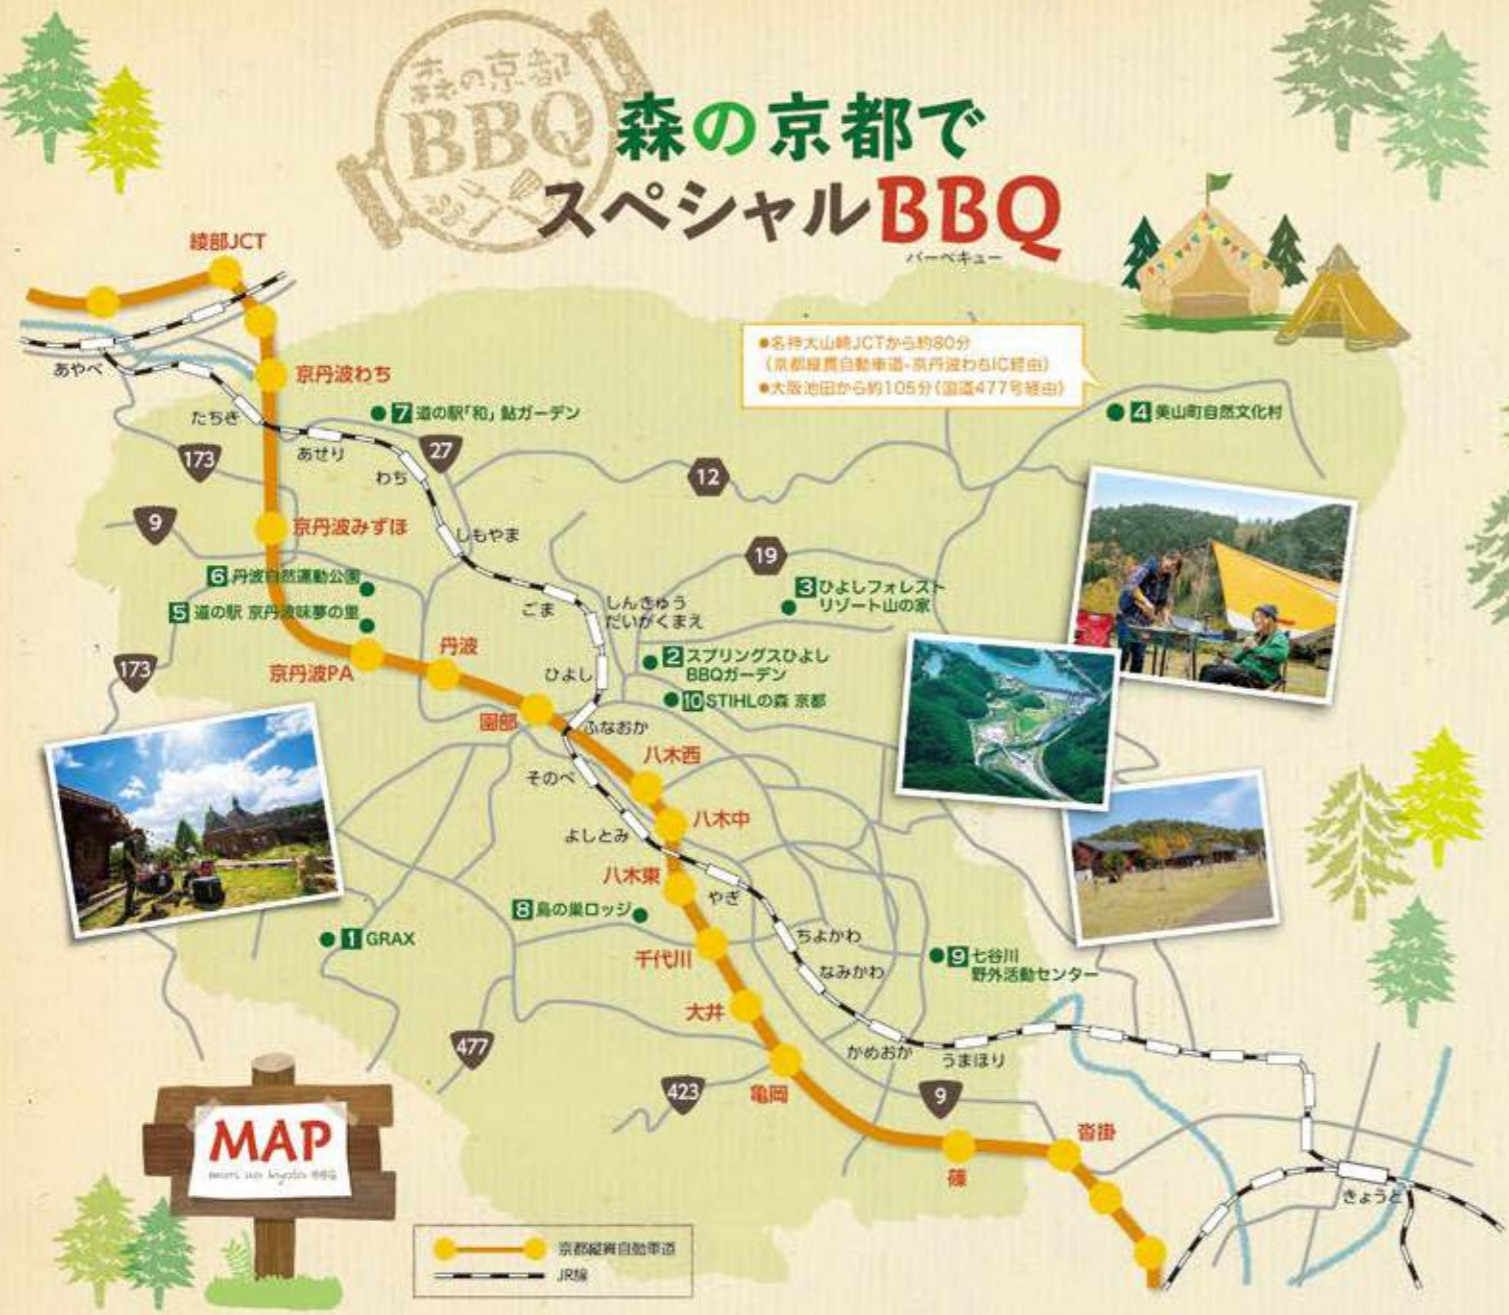 森の京都
BBQ
森の京都で
スペシャルBBQ
バーベキュー
綾部JCT
●名神大山崎JCTから約80分
(京都縦貫自動車道-京丹波わちIC経由)
●大阪池田から約105分(国道477号経由)
あやべ
京丹波わち
たちき
7 道の駅「和」鮎ガーデン
4 美山町自然文化村
173
あせり
27
わち
12
9
京丹波みずほ
しもやま
19
6 丹波自然運動公園
5 道の駅 京丹波味夢の里
ごま
しんきゅう
だいがくまえ
3 ひよしフォレスト
リゾート山の家
173
京丹波PA
丹波
ひよし
2 スプリングスひよし
BBQガーデン
10 STIHLの森 京都
園部
ふなおか
そのべ
八木西
よしとみ
八木中
八木東
やぎ
8 鳥の巣ロッジ
1 GRAX
千代川
ちよかわ
なみかわ
9 七谷川
野外活動センター
大井
477
かめおか
うまほり
423
亀岡
9
篠
沓掛
きょうと
MAP
mori no kyoto BBQ
京都縦貫自動車道
JR線